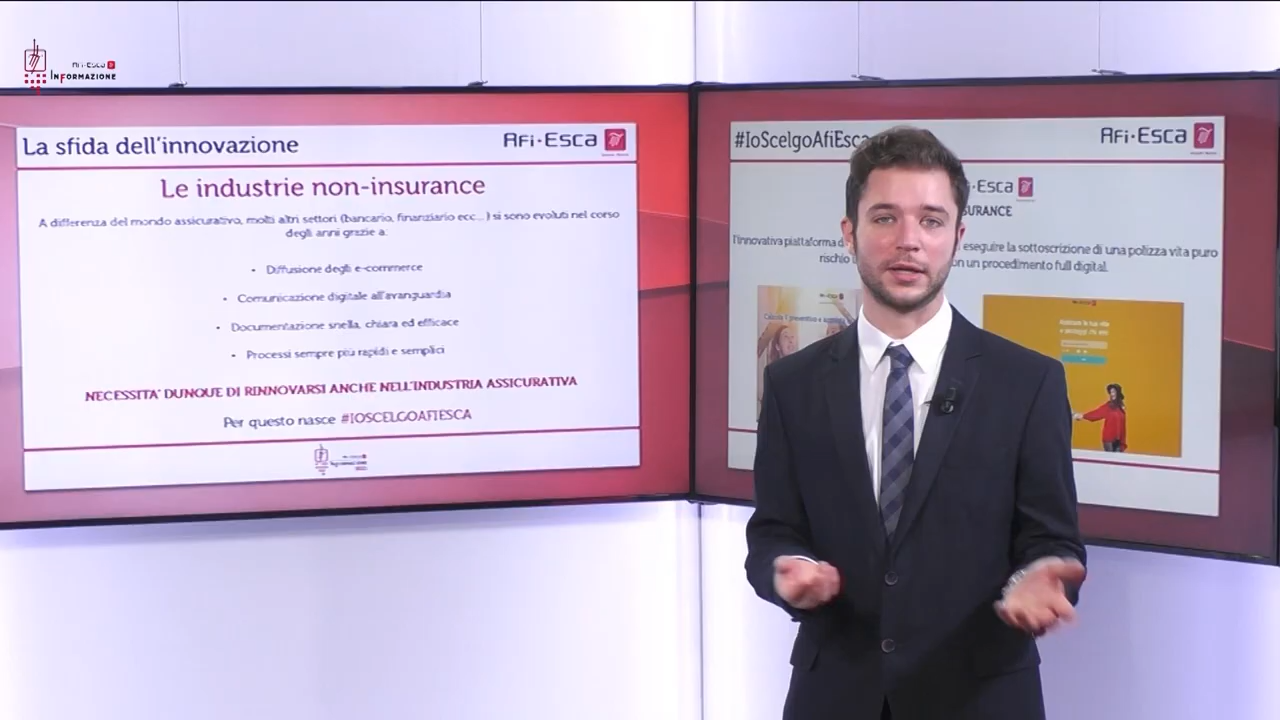 AFI-ESCA
INFORMAZIONE
La sfida dell'innovazione
AFI·ESCA
Le industrie non-insurance
A differenza del mondo assicurativo, molti altri settori (bancario, finanziario ecc... ) si sono evoluti nel corso
degli anni grazie a:
• Diffusione degli e-commerce
• Comunicazione digitale all'avanguardia
• Documentazione snella, chiara ed efficace
• Processi sempre più rapidi e semplici
NECESSITA' DUNQUE DI RINNOVARSI ANCHE NELL'INDUSTRIA ASSICURATIVA
Per questo nasce #IOSCELGOAFIESCA
#IoScelgoAfiEsca
AFI·ESCA
·ESCA
SURANCE
l'innovativa piattaforma d eseguire la sottoscrizione di una polizza vita puro
rischio on un procedimento full digital.